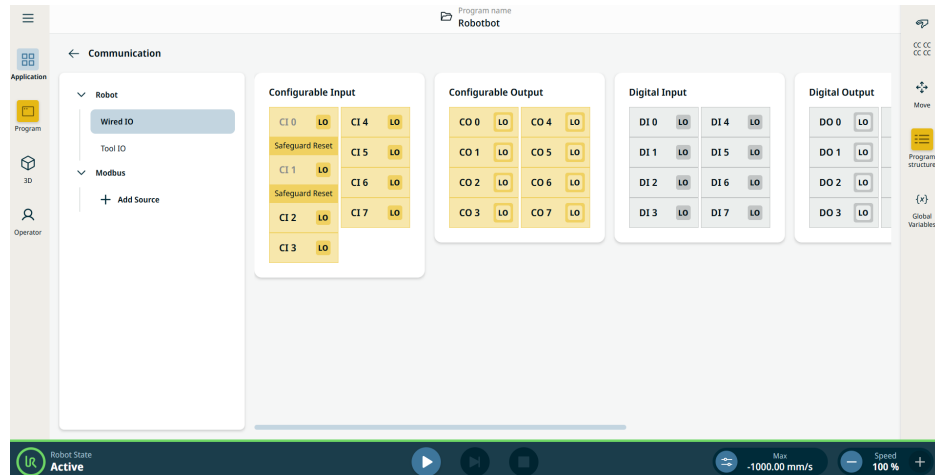 Program name
Robotbot
Communication
Application
Program
3D
Operator
Robot
Wired IO
Tool IO
Modbus
Add Source
Configurable Input
CI 0 LO CI 4 LO
Safeguard Reset
CI 5 LO
CI 1 LO
CI 6 LO
Safeguard Reset
CI 2 LO CI 7 LO
CI 3 LO
Configurable Output
CO 0 LO CO 4 LO
CO 1 LO CO 5 LO
CO 2 LO CO 6 LO
CO 3 LO CO 7 LO
Digital Input
DI 0 LO DI 4 LO
DI 1 LO DI 5 LO
DI 2 LO DI 6 LO
DI 3 LO DI 7 LO
Digital Output
DO 0 LO
DO 1 LO
DO 2 LO
DO 3 LO
CC CC
CC CC
Move
Program
structure
{x}
Global
Variables
UR
Robot State
Active
Max
-1000.00 mm/s
Speed
100 %